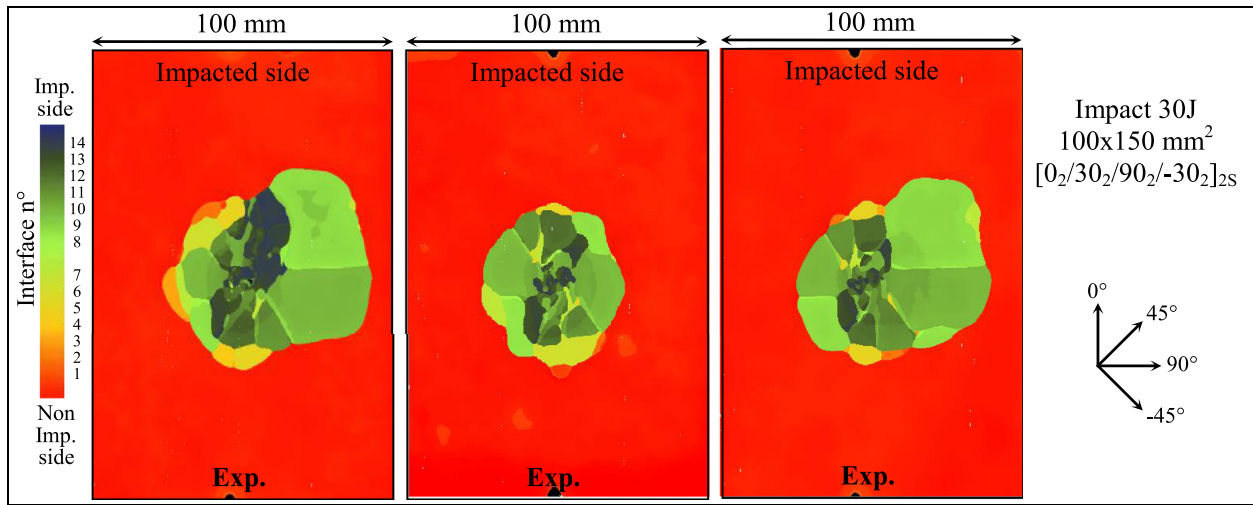 100 mm
100 mm
100 mm
Impacted side
Impacted side
Impacted side
Imp.
side
Interface n°
14
13
12
11
10
9
8
7
6
5
4
3
2
1
Non
Imp.
side
Exp.
Exp.
Exp.
Impact 30J
100x150 mm²
[0₂/30₂/90₂/-30₂]₂S
0°
45°
90°
-45°